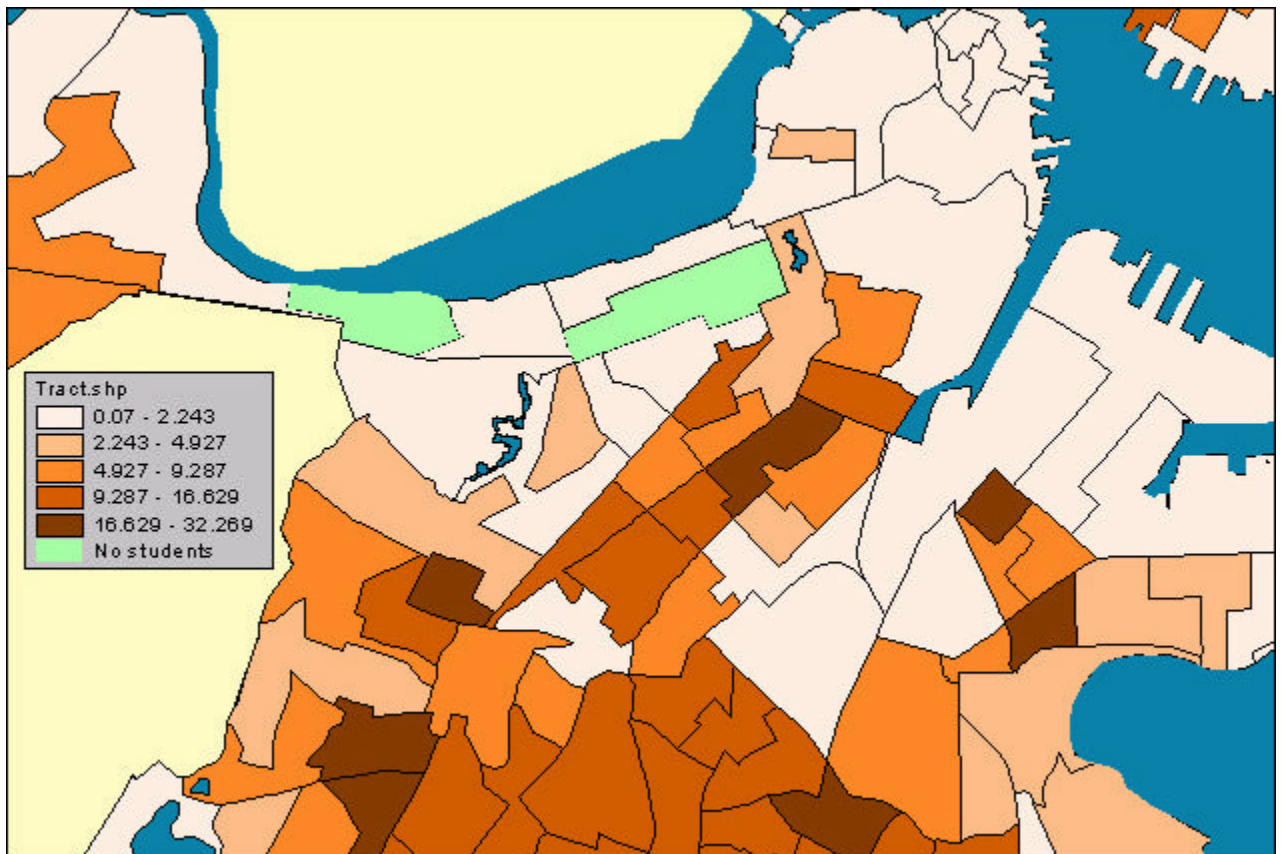 Tract.shp
0.07 - 2.243
2.243 - 4.927
4.927 - 9.287
9.287 - 16.629
16.629 - 32.269
No students